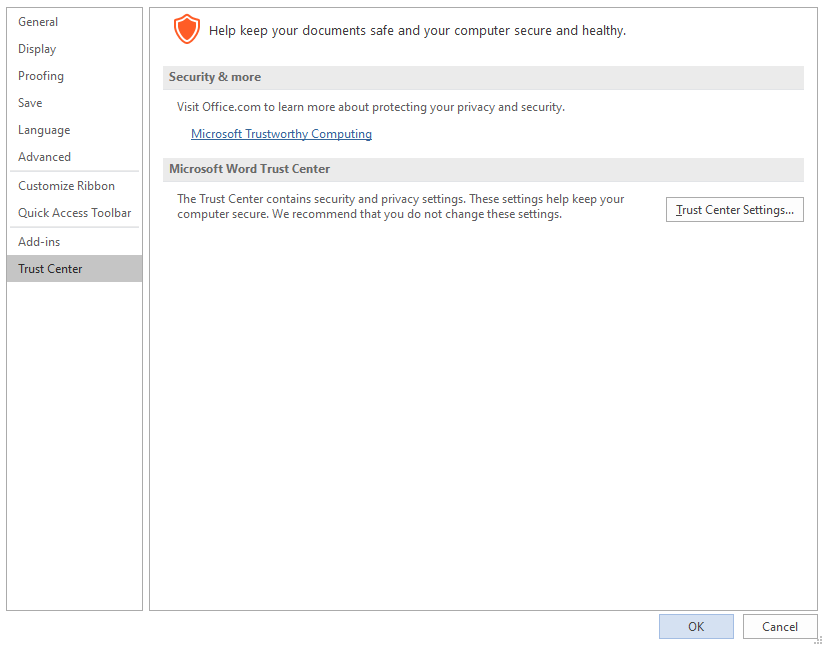 General
Display
Proofing
Save
Language
Advanced
Customize Ribbon
Quick Access Toolbar
Add-ins
Trust Center
Help keep your documents safe and your computer secure and healthy.
Security & more
Visit Office.com to learn more about protecting your privacy and security.
Microsoft Trustworthy Computing
Microsoft Word Trust Center
The Trust Center contains security and privacy settings. These settings help keep your
computer secure. We recommend that you do not change these settings.
Trust Center Settings...
OK
Cancel